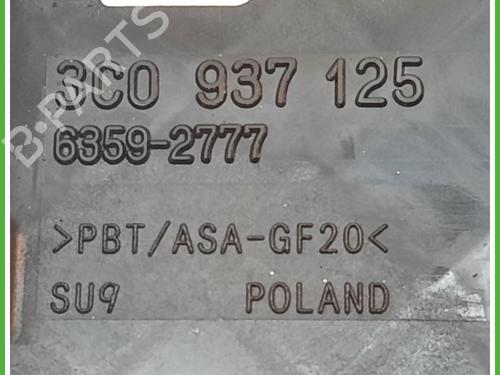 B-PARTS
3C0 937 125
6359-2777
>PBT/ASA-GF20<
SU9 POLAND